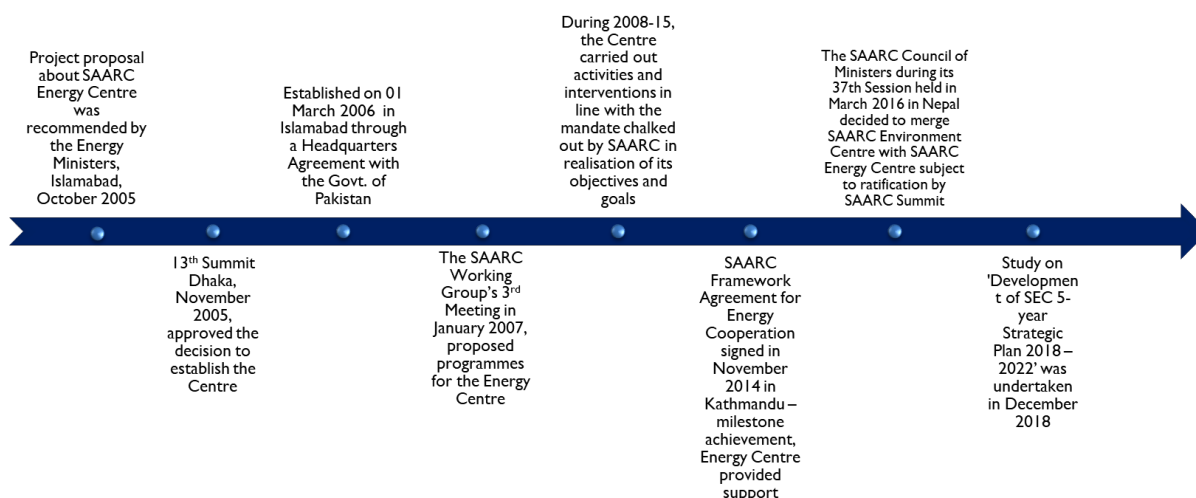 Project proposal
about SAARC
Energy Centre
was
recommended by
the Energy
Ministers,
Islamabad,
October 2005
13th Summit
Dhaka,
November
2005,
approved the
decision to
establish the
Centre
Established on 01
March 2006 in
Islamabad through
a Headquarters
Agreement with
the Govt. of
Pakistan
The SAARC
Working
Group's 3rd
Meeting in
January 2007,
proposed
programmes
for the Energy
Centre
During 2008-15,
the Centre
carried out
activities and
interventions in
line with the
mandate chalked
out by SAARC in
realisation of its
objectives and
goals
SAARC
Framework
Agreement for
Energy
Cooperation
signed in
November
2014 in
Kathmandu –
milestone
achievement,
Energy Centre
provided
support
The SAARC Council of
Ministers during its
37th Session held in
March 2016 in Nepal
decided to merge
SAARC Environment
Centre with SAARC
Energy Centre subject
to ratification by
SAARC Summit
Study on
'Developmen
t of SEC 5-
year
Strategic
Plan 2018 –
2022' was
undertaken
in December
2018